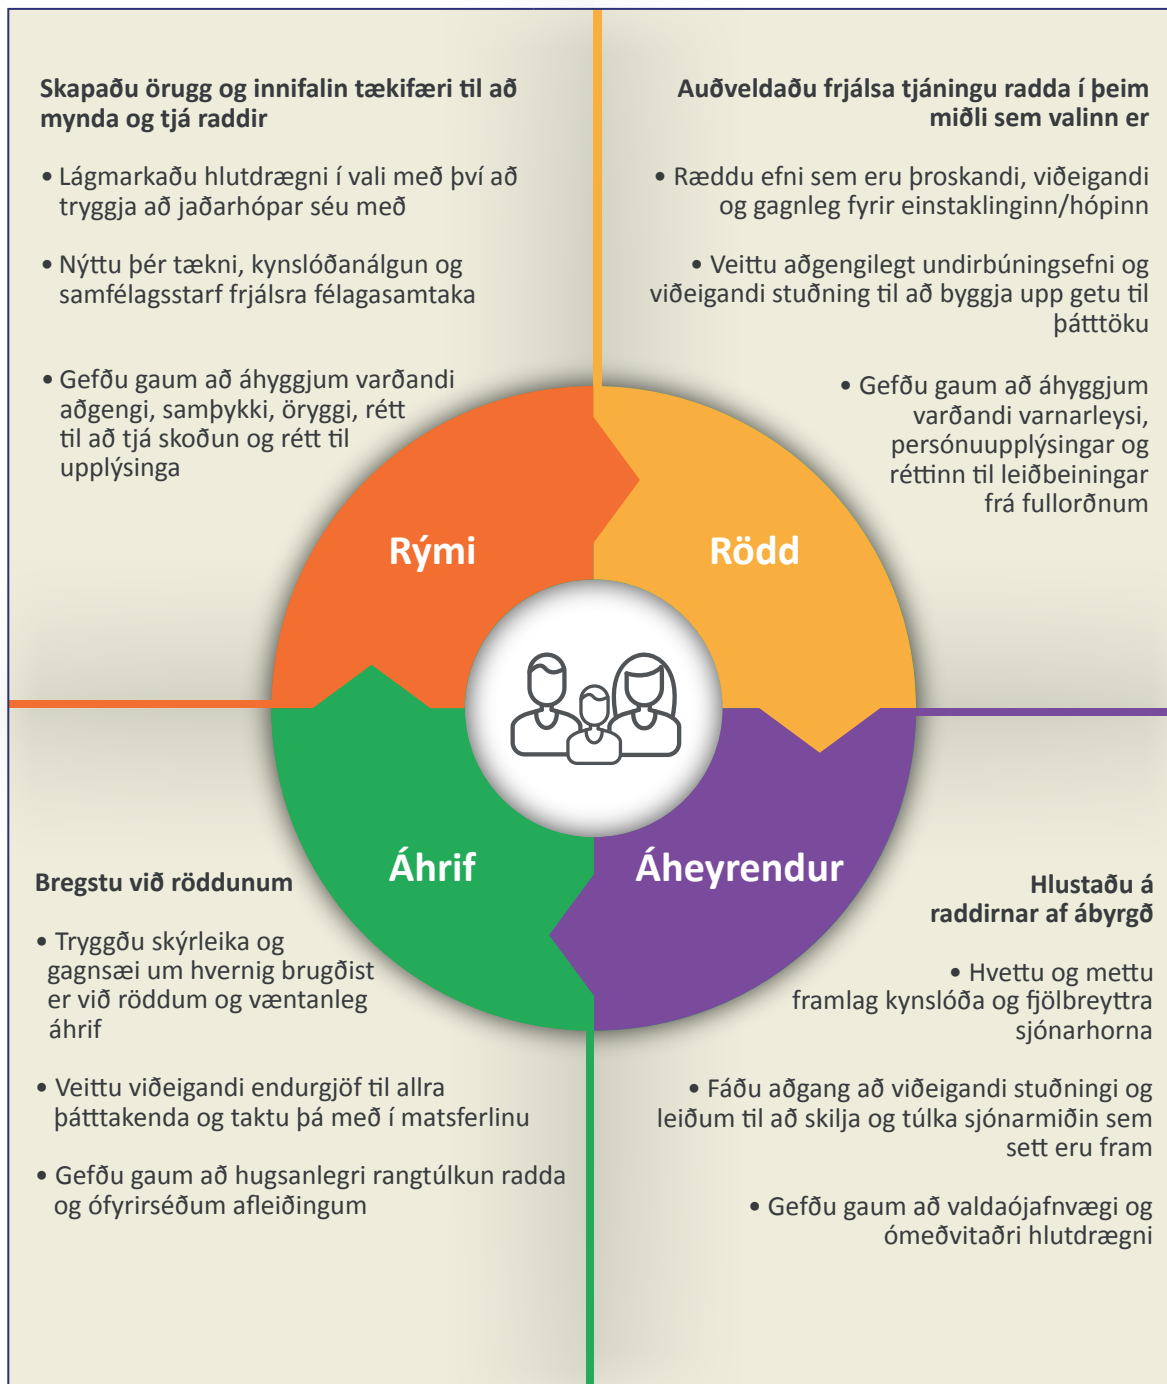 Skapaðu örugg og innifalin tækifæri til að
mynda og tjá raddir
• Lágmarkaðu hlutdrægni í vali með því að
tryggja að jaðarhópar séu með
• Nýttu þér tækni, kynslóðanálgun og
samfélagsstarf frjálsra félagasamtaka
• Gefðu gaum að áhyggjum varðandi
aðgengi, samþykki, öryggi, rétt
til að tjá skoðun og rétt til
upplýsinga
Auðveldaðu frjálsa tjáningu radda í þeim
miðli sem valinn er
• Ræddu efni sem eru þroskandi, viðeigandi
og gagnleg fyrir einstaklinginn/hópinn
• Veittu aðgengilegt undirbúningsefni og
viðeigandi stuðning til að byggja upp getu til
þátttöku
• Gefðu gaum að áhyggjum
varðandi varnarleysi,
persónuupplýsingar og
réttinn til leiðbeiningar
frá fullorðnum
Rými
Rödd
Áhrif
Áheyrendur
Bregstu við röddunum
• Tryggðu skýrleika og
gagnsæi um hvernig brugðist
er við röddum og væntanleg
áhrif
• Veittu viðeigandi endurgjöf til allra
þátttakenda og taktu þá með í matsferlinu
• Gefðu gaum að hugsanlegri rangtúlkun radda
og ófyrirséðum afleiðingum
Hlustaðu á
raddirnar af ábyrgð
• Hvettu og mettu
framlag kynslóða og fjölbreyttra
sjónarhorna
• Fáðu aðgang að viðeigandi stuðningi og
leiðum til að skilja og túlka sjónarmiðin sem
sett eru fram
• Gefðu gaum að valdaójafnvægi og
ómeðvitaðri hlutdrægni